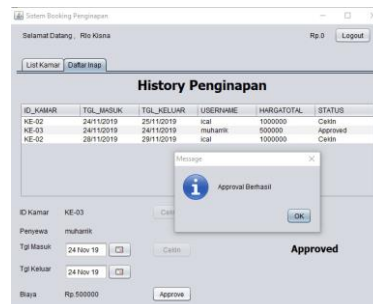 Sistem Booking Penginapan
Selamat Datang, Rio Kisna Rp.0 Logout
List Kamar Daftar Inap
History Penginapan
ID_KAMAR TGL_MASUK TGL_KELUAR USERNAME HARGATOTAL STATUS
KE-02 24/11/2019 25/11/2019 ical 1000000 CekIn
KE-03 24/11/2019 24/11/2019 muharrik 500000 Approved
KE-02 28/11/2019 29/11/2019 ical 1000000 CekIn
Message
Approval Berhasil
OK
ID Kamar KE-03
Penyewa muharrik
Tgl Masuk 24 Nov 19 CekIn Approved
Tgl Keluar 24 Nov 19
Biaya Rp.500000 Approve